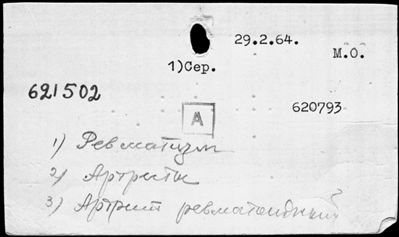 29.2.64.
М.О.
1)Сер.
621502
620793
А
1) Ревматизм
2) Артриты
3) Артрит ревматоидный